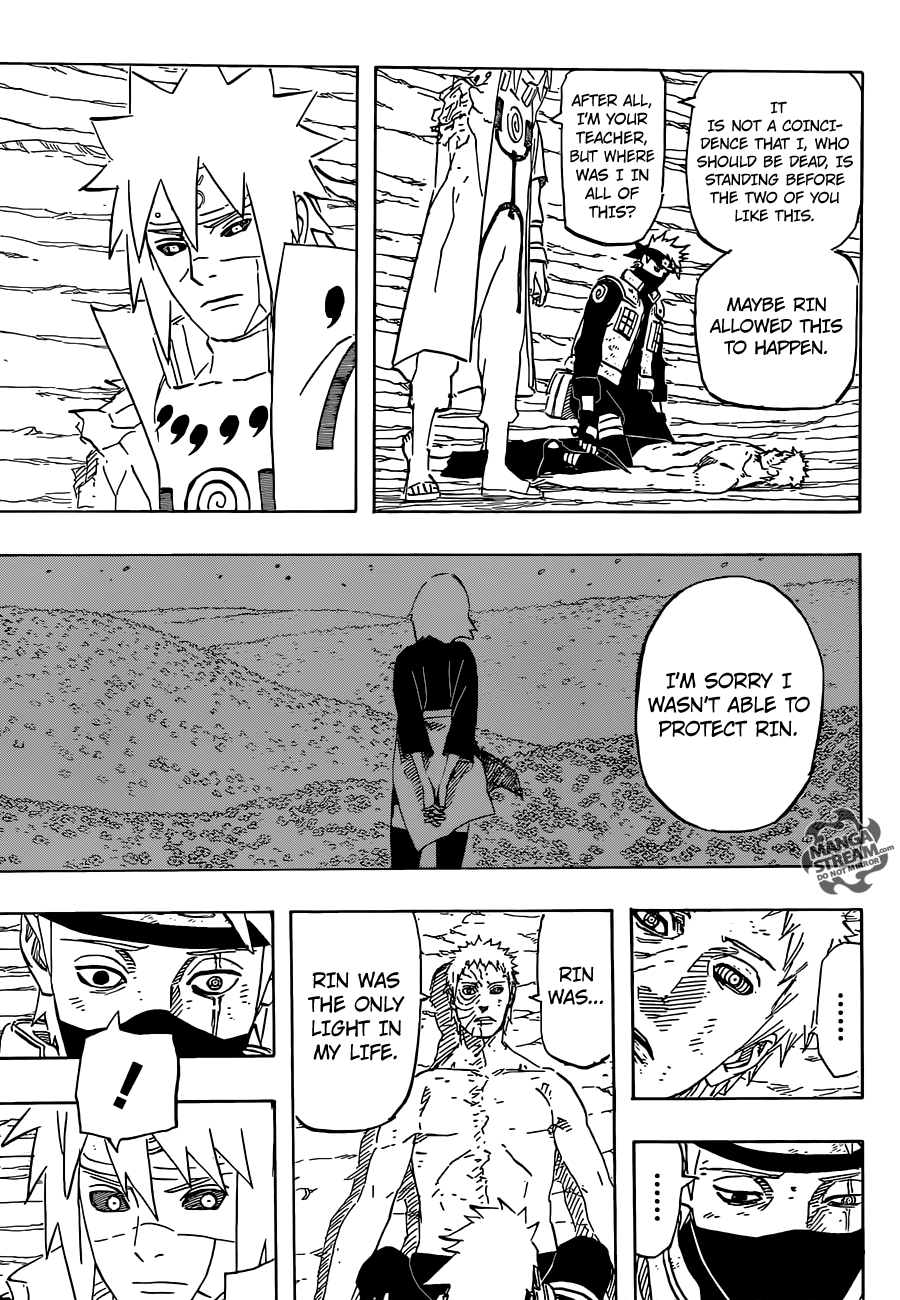 IT
IS NOT A COINCI-
DENCE THAT I, WHO
SHOULD BE DEAD, IS
STANDING BEFORE
THE TWO OF YOU
LIKE THIS.
MAYBE RIN
ALLOWED THIS
TO HAPPEN.
AFTER ALL,
I'M YOUR
TEACHER,
BUT WHERE
WAS I IN
ALL OF
THIS?
I'M SORRY I
WASN'T ABLE TO
PROTECT RIN.
MANGA
STREAM.com
DO NOT MIRROR
......
......
RIN
WAS...
RIN WAS
THE ONLY
LIGHT IN
MY LIFE.
!